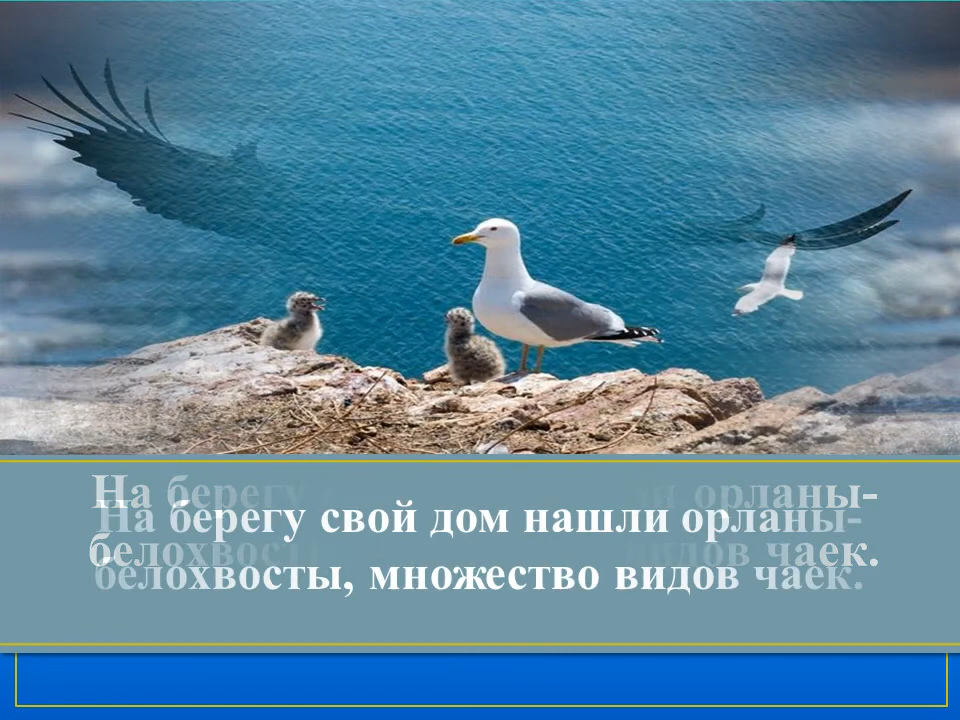 На берегу свой дом нашли орланы-
белохвосты, множество видов чаек.